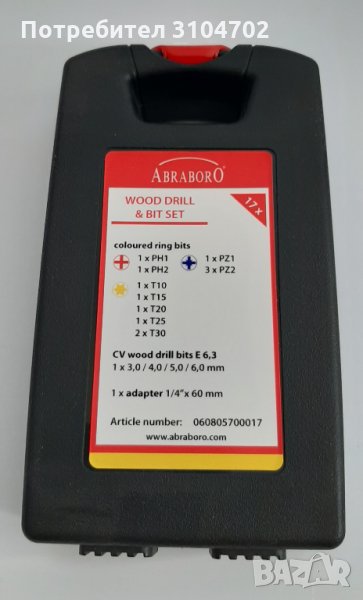 Потребител 3104702
ABRABORO®
WOOD DRILL
& BIT SET
17x
coloured ring bits
1 x PH1
1 x PH2
1 x PZ1
3 x PZ2
1 x T10
1 x T15
1 x T20
1 x T25
2 x T30
CV wood drill bits E 6,3
1 x 3,0 / 4,0 / 5,0 / 6,0 mm
1 x adapter 1/4"x 60 mm
Article number: 060805700017
www.abraboro.com
BAZAR